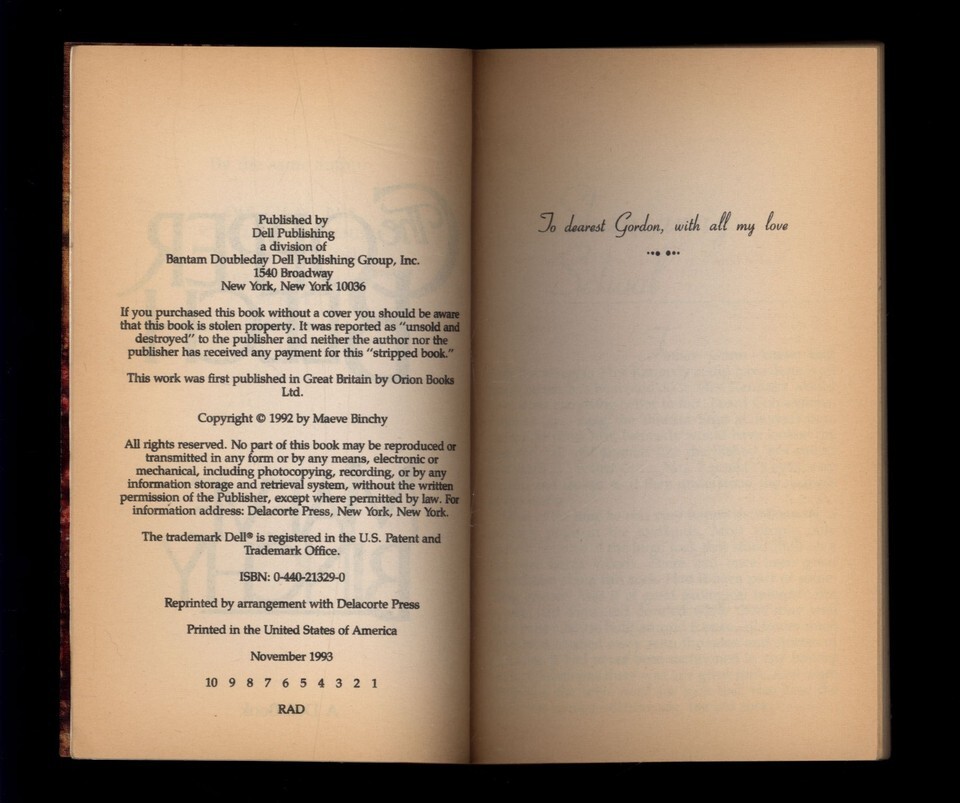 Published by
Dell Publishing
a division of
Bantam Doubleday Dell Publishing Group, Inc.
1540 Broadway
New York, New York 10036
If you purchased this book without a cover you should be aware
that this book is stolen property. It was reported as "unsold and
destroyed" to the publisher and neither the author nor the
publisher has received any payment for this "stripped book."
This work was first published in Great Britain by Orion Books
Ltd.
Copyright © 1992 by Maeve Binchy
All rights reserved. No part of this book may be reproduced or
transmitted in any form or by any means, electronic or
mechanical, including photocopying, recording, or by any
information storage and retrieval system, without the written
permission of the Publisher, except where permitted by law. For
information address: Delacorte Press, New York, New York.
The trademark Dell® is registered in the U.S. Patent and
Trademark Office.
ISBN: 0-440-21329-0
Reprinted by arrangement with Delacorte Press
Printed in the United States of America
November 1993
10 9 8 7 6 5 4 3 2 1
RAD
To dearest Gordon, with all my love